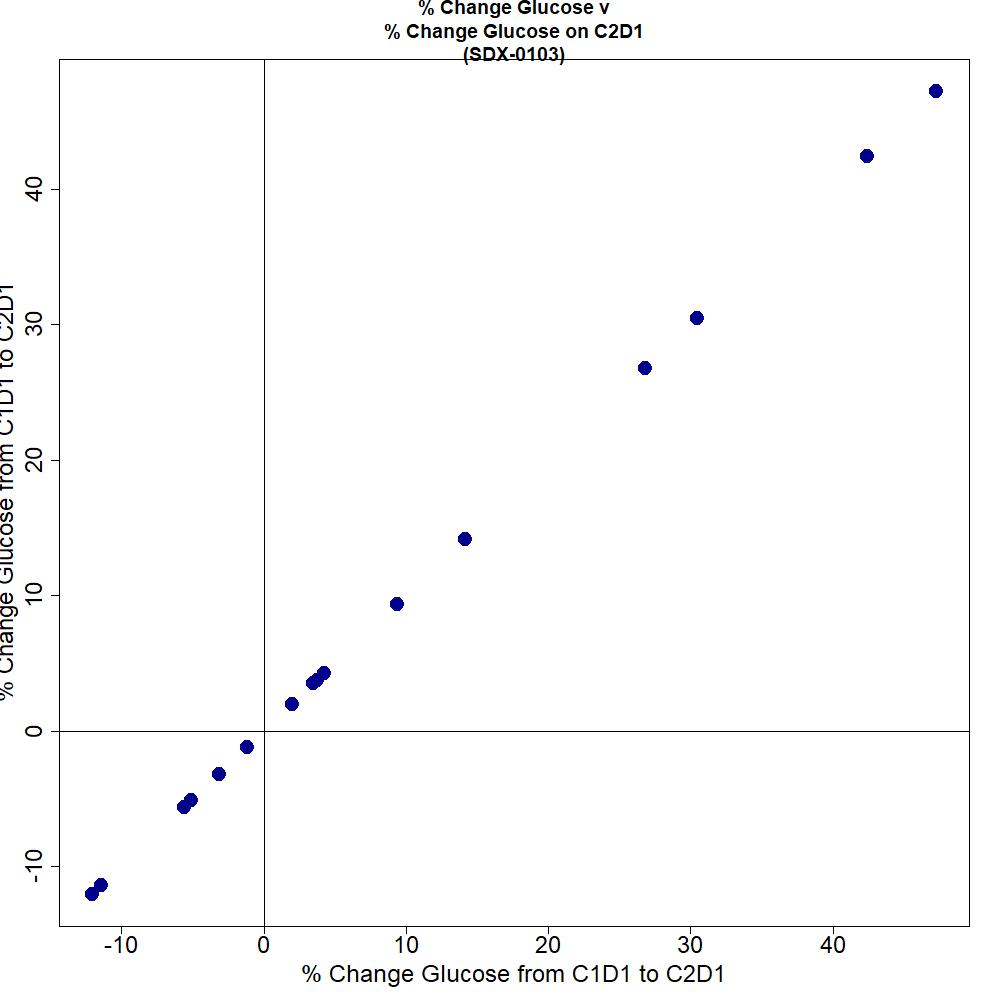 % Change Glucose v
% Change Glucose on C2D1
(SDX-0103)
% Change Glucose from C1D1 to C2D1
40
30
20
10
0
-10
-10
0
10
20
30
40
% Change Glucose from C1D1 to C2D1